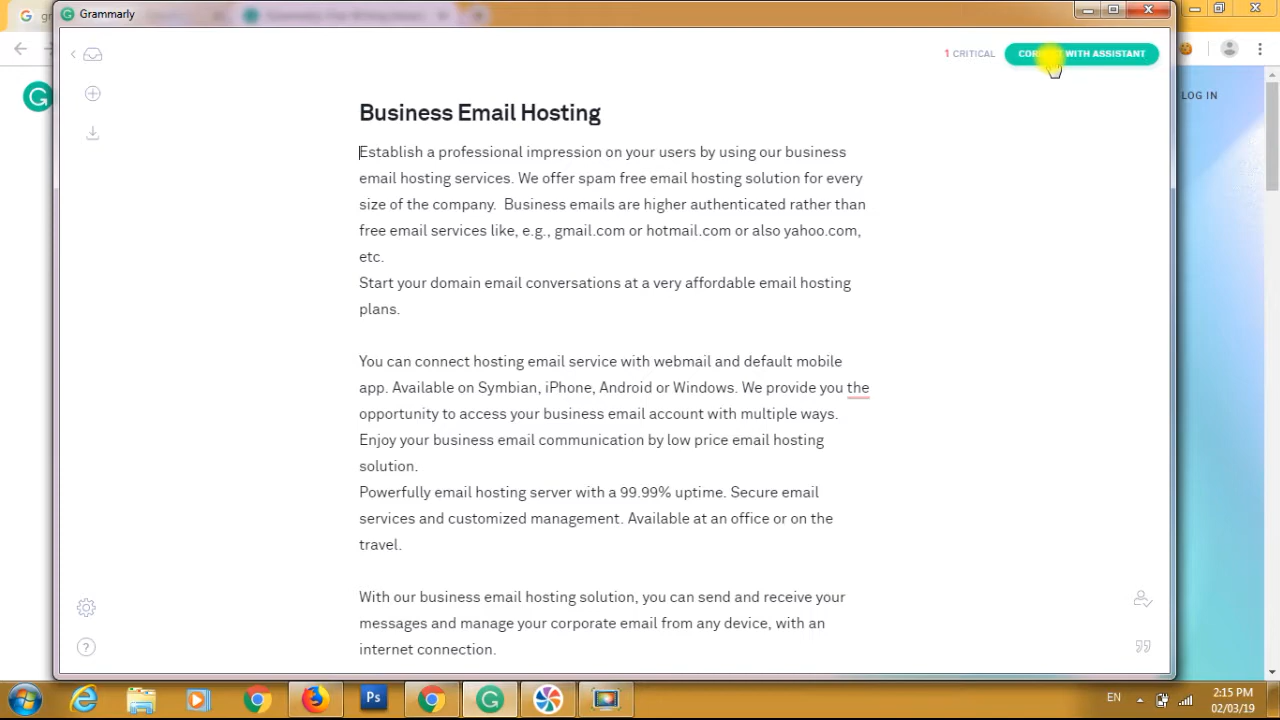 Grammarly
1 CRITICAL
WITH ASSISTANT
LOG IN
Business Email Hosting
Establish a professional impression on your users by using our business
email hosting services. We offer spam free email hosting solution for every
size of the company.  Business emails are higher authenticated rather than
free email services like, e.g., gmail.com or hotmail.com or also yahoo.com,
etc.
Start your domain email conversations at a very affordable email hosting
plans.
You can connect hosting email service with webmail and default mobile
app. Available on Symbian, iPhone, Android or Windows. We provide you the
opportunity to access your business email account with multiple ways.
Enjoy your business email communication by low price email hosting
solution.
Powerfully email hosting server with a 99.99% uptime. Secure email
services and customized management. Available at an office or on the
travel.
With our business email hosting solution, you can send and receive your
messages and manage your corporate email from any device, with an
internet connection.
Ps
EN
2:15 PM
02/03/19